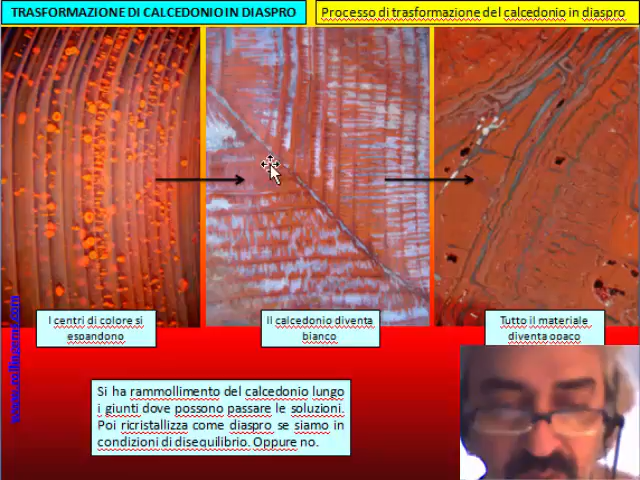 TRASFORMAZIONE DI CALCEDONIO IN DIASPRO
Processo di trasformazione del calcedonio in diaspro
I centri di colore si
espandono
Il calcedonio diventa
bianco
Tutto il materiale
diventa opaco
Si ha rammollimento del calcedonio lungo
i giunti dove possono passare le soluzioni.
Poi ricristallizza come diaspro se siamo in
condizioni di disequilibrio. Oppure no.